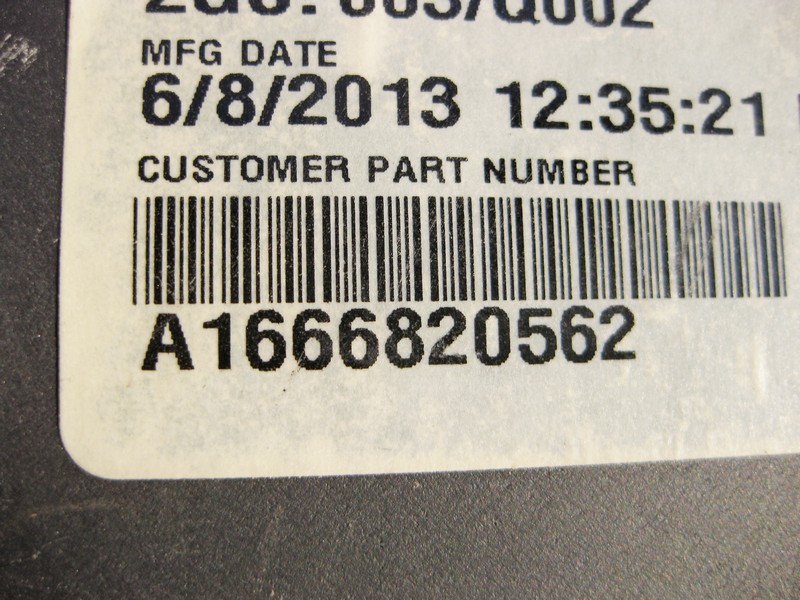 MFG DATE
6/8/2013 12:35:21
CUSTOMER PART NUMBER
A1666820562